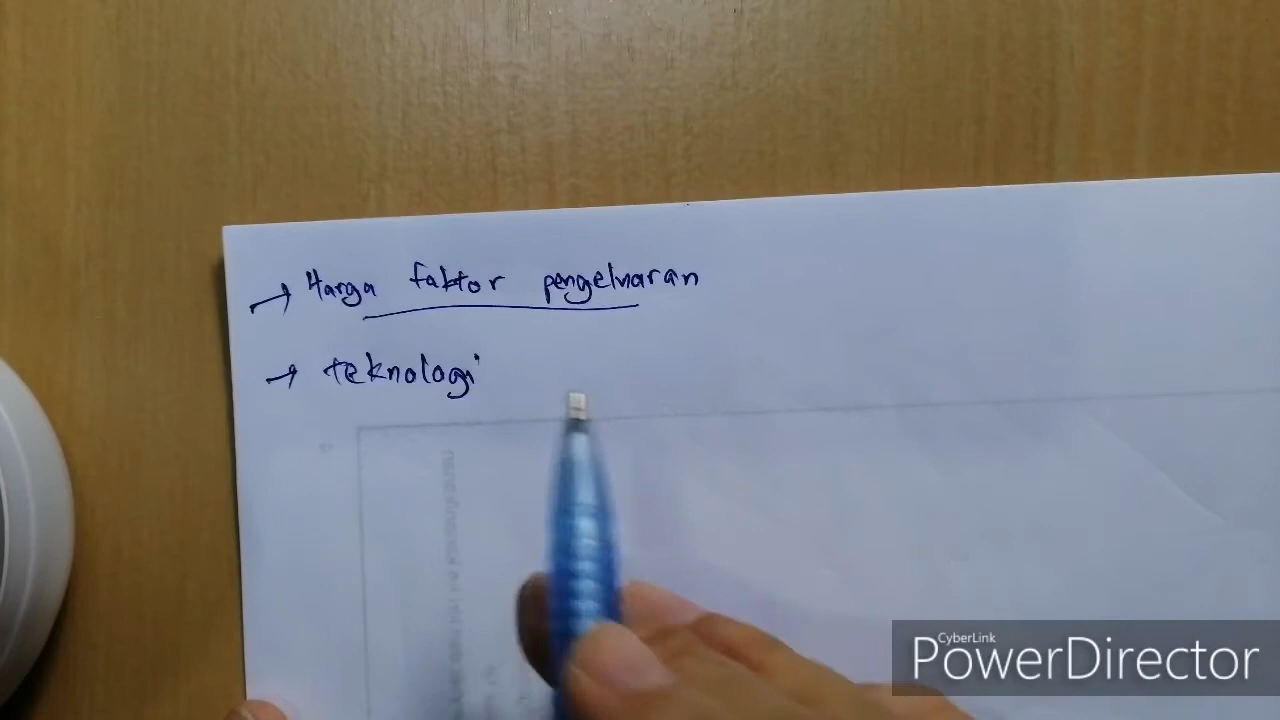 → Harga faktor pengeluaran
→ teknologi
CyberLink
PowerDirector